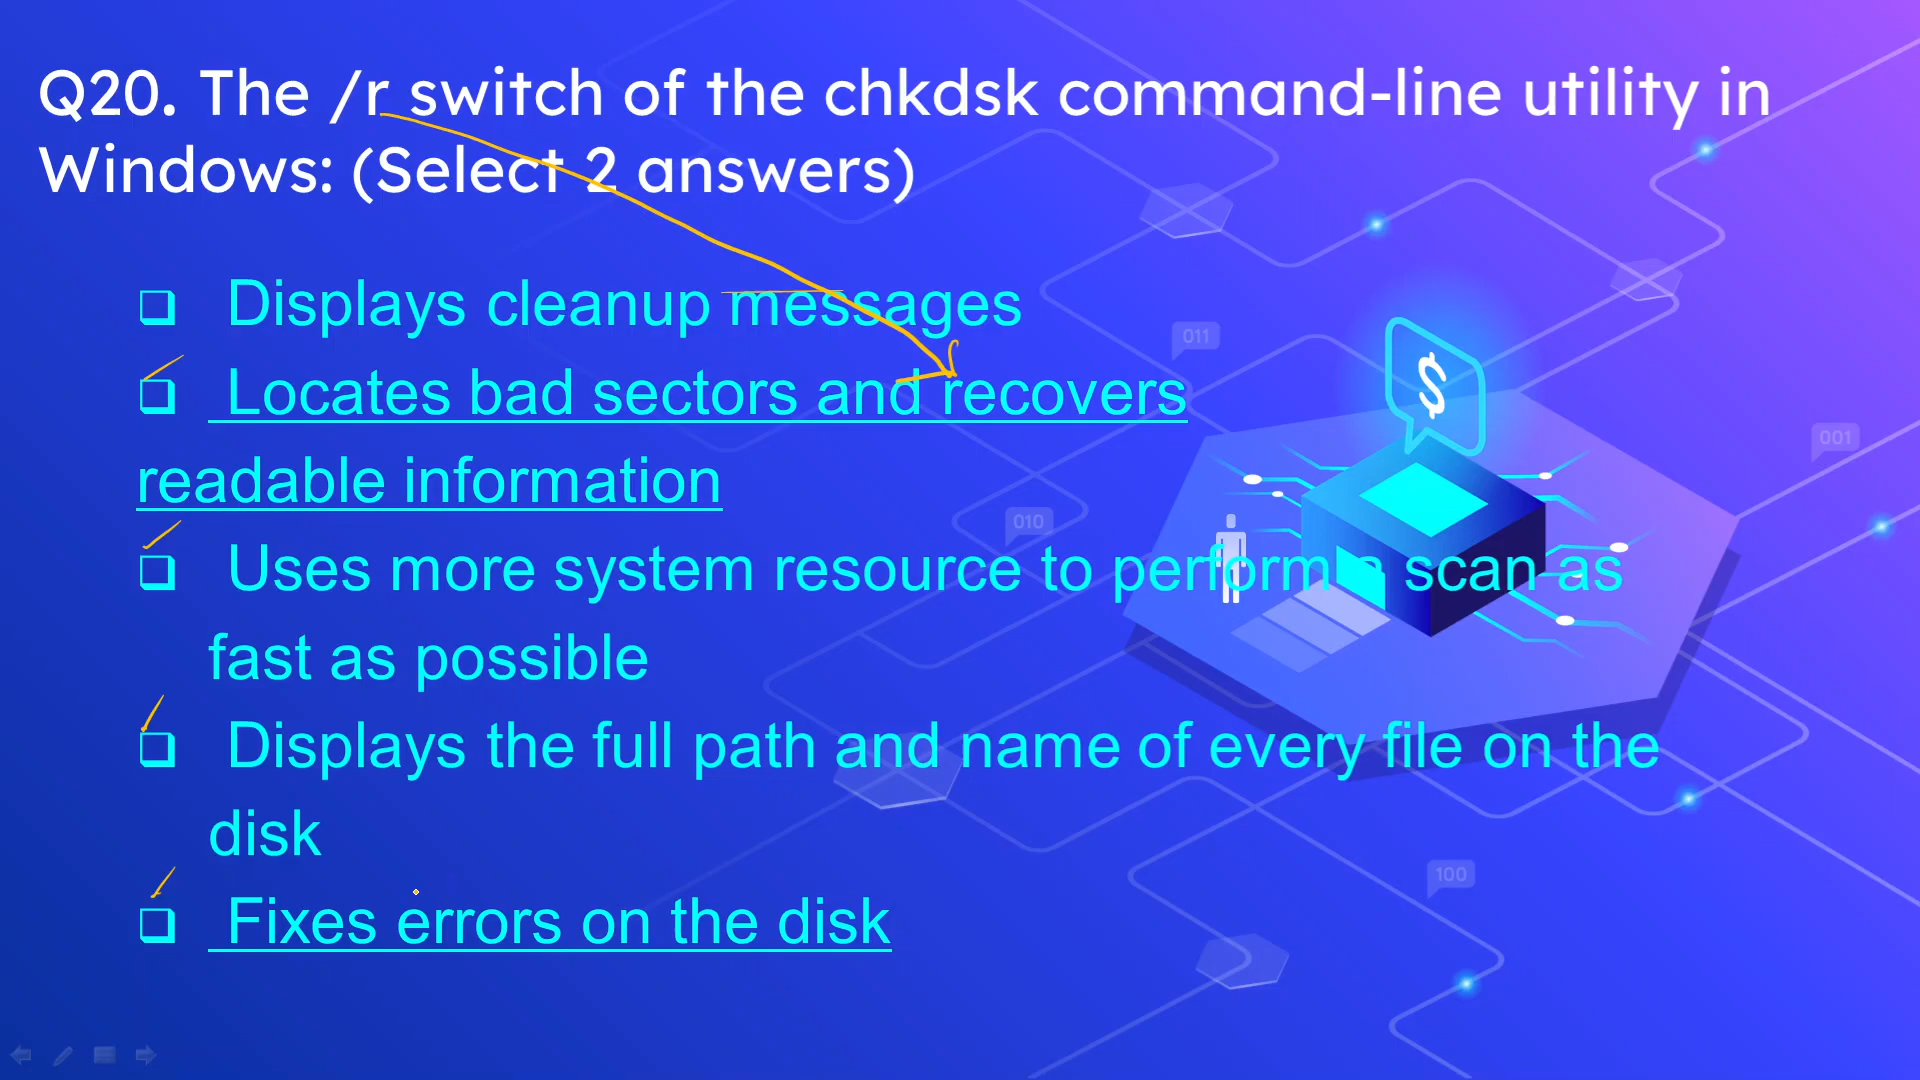 Q20. The /r switch of the chkdsk command-line utility in
Windows: (Select 2 answers)
Displays cleanup messages
Locates bad sectors and recovers
readable information
Uses more system resource to perform a scan as
fast as possible
Displays the full path and name of every file on the
disk
Fixes errors on the disk
011
001
010
100
$